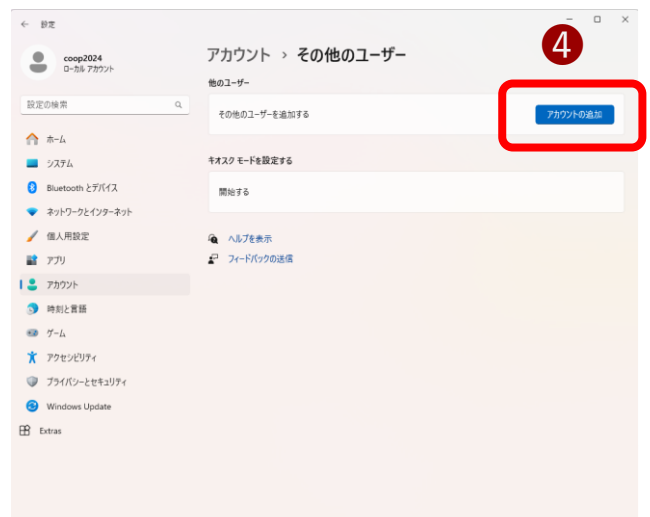 ← 設定
coop2024
ローカル アカウント
設定の検索
ホーム
システム
Bluetooth とデバイス
ネットワークとインターネット
個人用設定
アプリ
アカウント
時刻と言語
ゲーム
アクセシビリティ
プライバシーとセキュリティ
Windows Update
Extras
アカウント › その他のユーザー
4
他のユーザー
その他のユーザーを追加する
アカウントの追加
キオスク モードを設定する
開始する
ヘルプを表示
フィードバックの送信